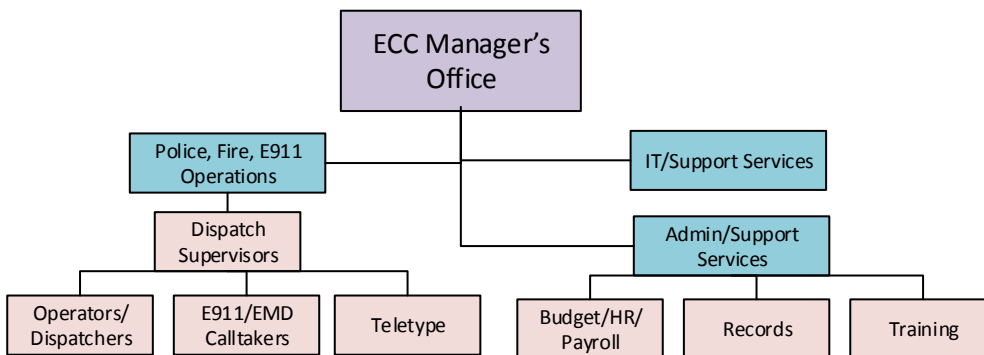 ECC Manager's
Office
Police, Fire, E911
Operations
IT/Support Services
Dispatch
Supervisors
Admin/Support
Services
Operators/
Dispatchers
E911/EMD
Calltakers
Teletype
Budget/HR/
Payroll
Records
Training